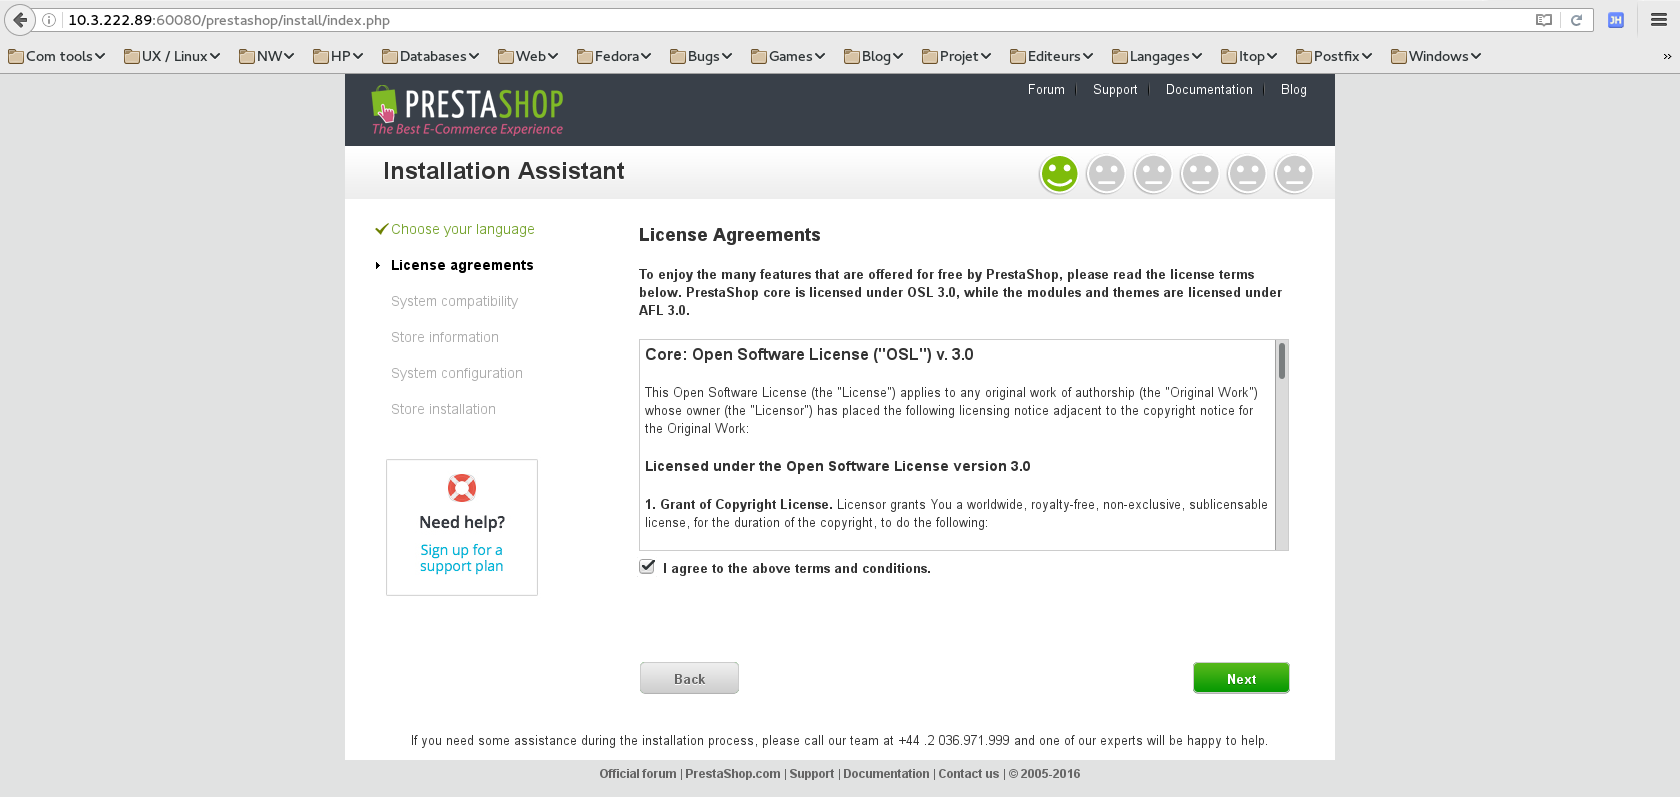 10.3.222.89:60080/prestashop/install/index.php
JH
Com tools UX / Linux NW HP Databases Web Fedora Bugs Games Blog Projet Editeurs Langages Itop Postfix Windows »
PRESTASHOP
The Best E-Commerce Experience
Forum | Support | Documentation | Blog
Installation Assistant
Choose your language
License agreements
System compatibility
Store information
System configuration
Store installation
Need help?
Sign up for a
support plan
License Agreements
To enjoy the many features that are offered for free by PrestaShop, please read the license terms
below. PrestaShop core is licensed under OSL 3.0, while the modules and themes are licensed under
AFL 3.0.
Core: Open Software License ("OSL") v. 3.0
This Open Software License (the "License") applies to any original work of authorship (the "Original Work")
whose owner (the "Licensor") has placed the following licensing notice adjacent to the copyright notice for
the Original Work:
Licensed under the Open Software License version 3.0
1. Grant of Copyright License. Licensor grants You a worldwide, royalty-free, non-exclusive, sublicensable
license, for the duration of the copyright, to do the following:
I agree to the above terms and conditions.
Back
Next
If you need some assistance during the installation process, please call our team at +44 .2 036.971.999 and one of our experts will be happy to help.
Official forum | PrestaShop.com | Support | Documentation | Contact us | © 2005-2016